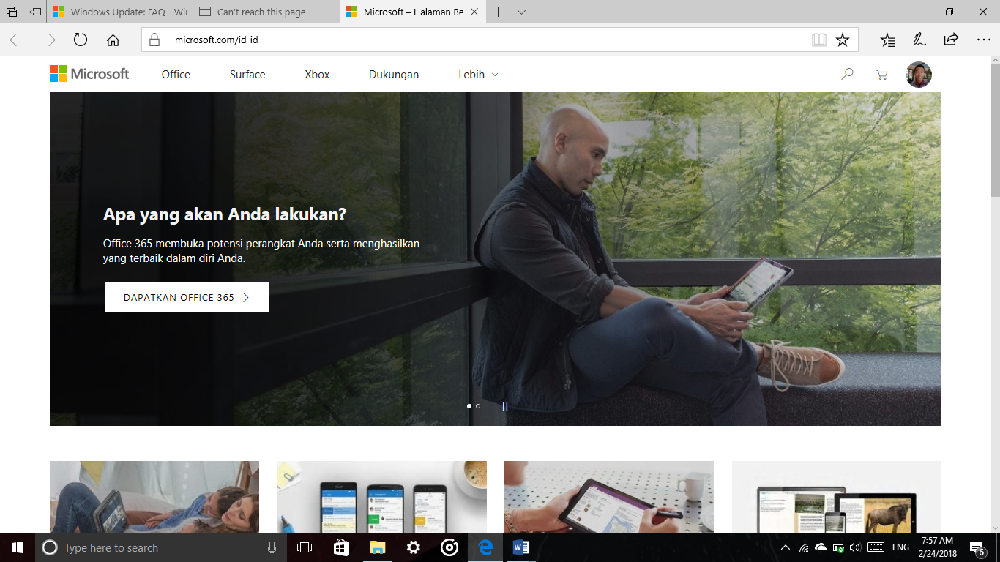 Windows Update: FAQ - Wi
Can't reach this page
Microsoft – Halaman Be
microsoft.com/id-id
Microsoft
Office
Surface
Xbox
Dukungan
Lebih
Apa yang akan Anda lakukan?
Office 365 membuka potensi perangkat Anda serta menghasilkan
yang terbaik dalam diri Anda.
DAPATKAN OFFICE 365
Type here to search
ENG
7:57 AM
2/24/2018
6